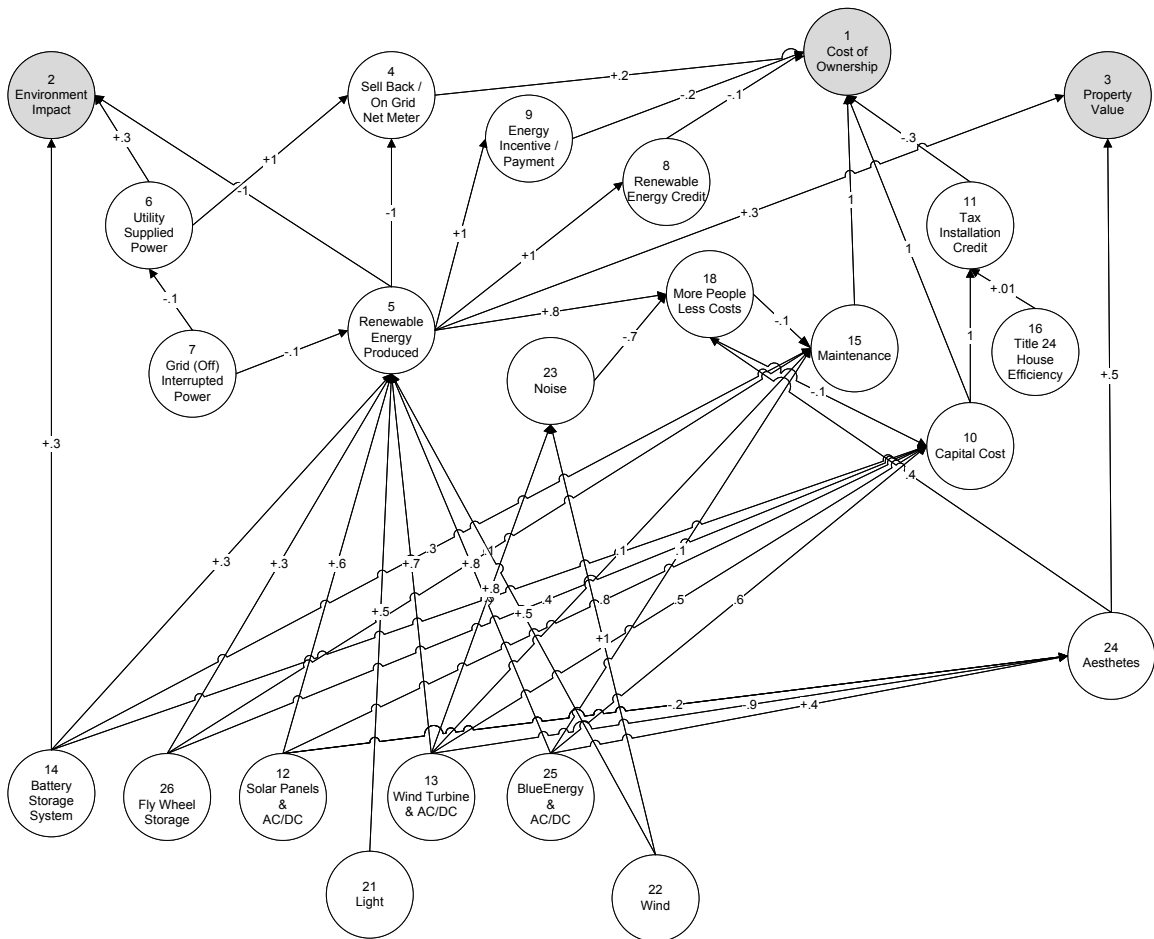 1
Cost of
Ownership
2
Environment
Impact
4
Sell Back /
On Grid
Net Meter
3
Property
Value
+.2
-.2
-.1
9
Energy
Incentive /
Payment
+.3
+1
8
Renewable
Energy Credit
-.3
6
Utility
Supplied
Power
-1
-1
+1
+1
+.3
1
1
11
Tax
Installation
Credit
-.1
5
Renewable
Energy
Produced
18
More People
Less Costs
+.01
+.8
-.1
7
Grid (Off)
Interrupted
Power
-.1
-.7
15
Maintenance
1
16
Title 24
House
Efficiency
23
Noise
-.1
+.5
10
Capital Cost
+.3
.4
+.3
+.3
+.6
+.7
+.8
.3
.1
.1
.1
+.5
+.8
+.5
.4
.8
.5
.6
+1
24
Aesthetes
-.2
.9
+.4
14
Battery
Storage
System
26
Fly Wheel
Storage
12
Solar Panels
&
AC/DC
13
Wind Turbine
& AC/DC
25
BlueEnergy
&
AC/DC
21
Light
22
Wind